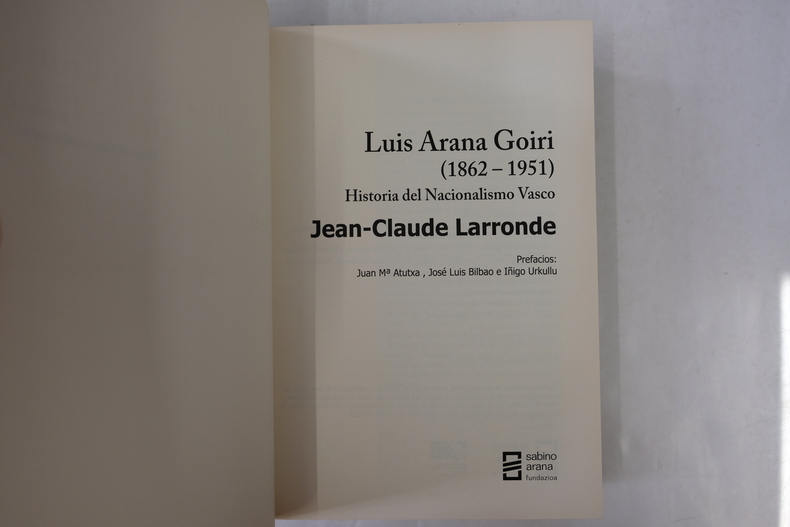 Luis Arana Goiri
(1862 – 1951)
Historia del Nacionalismo Vasco
Jean-Claude Larronde
Prefacios:
Juan Mª Atutxa , José Luis Bilbao e Iñigo Urkullu
sabino
arana
fundazioa